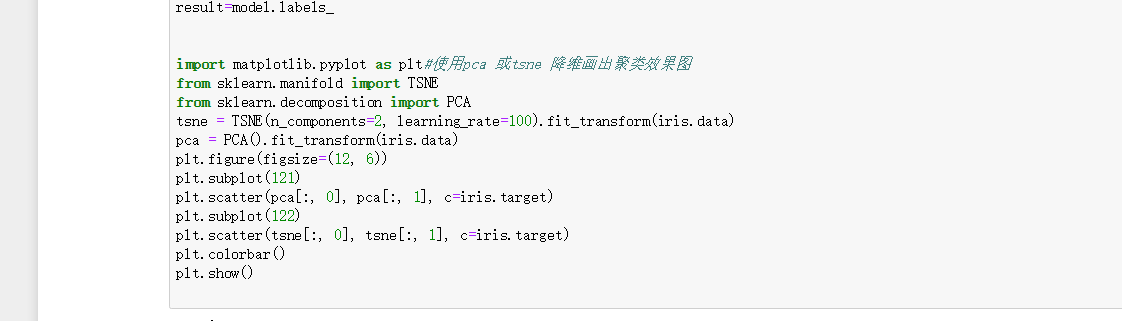 result=model.labels_
import matplotlib.pyplot as plt#使用pca 或tsne 降维画出聚类效果图
from sklearn.manifold import TSNE
from sklearn.decomposition import PCA
tsne = TSNE(n_components=2, learning_rate=100).fit_transform(iris.data)
pca = PCA().fit_transform(iris.data)
plt.figure(figsize=(12, 6))
plt.subplot(121)
plt.scatter(pca[:, 0], pca[:, 1], c=iris.target)
plt.subplot(122)
plt.scatter(tsne[:, 0], tsne[:, 1], c=iris.target)
plt.colorbar()
plt.show()